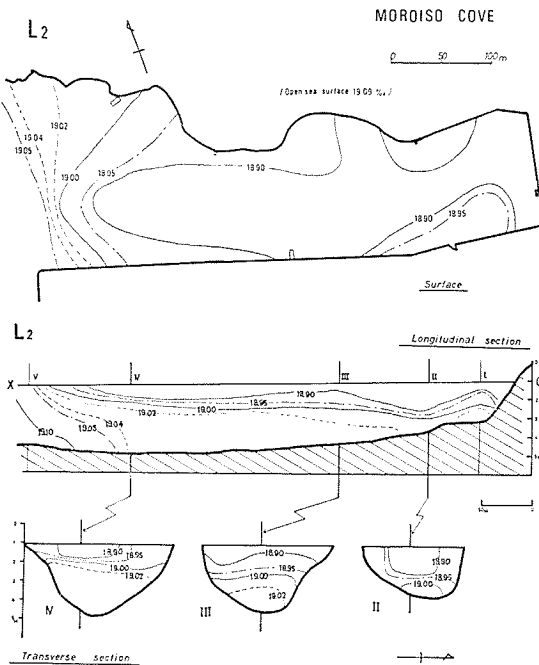 L2
MOROISO COVE
0 50 100m
( Open sea surface 19.09 ‰ )
19.02
19.04
19.05
19.00
18.95
18.90
18.90
18.95
Surface
L2
Longitudinal section
V IV III II I
X
18.90
18.95
19.00
19.02
19.04
19.03
19.10
18.90
18.95
19.00
19.02
18.90
18.95
19.00
19.02
18.90
18.95
19.00
IV III II
Transverse section